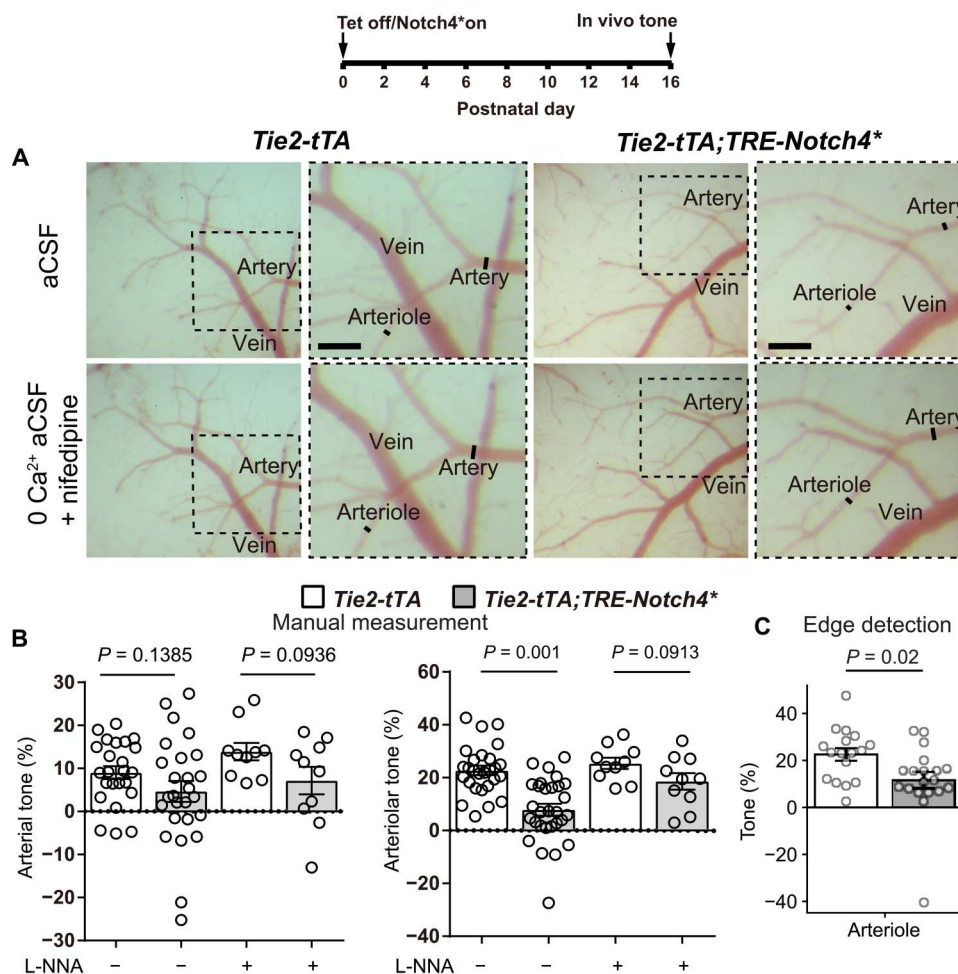 Tet off/Notch4*on In vivo tone
0 2 4 6 8 10 12 14 16
Postnatal day
A
Tie2-tTA Tie2-tTA;TRE-Notch4*
aCSF
Artery
Vein
Vein
Artery
Arteriole
Artery
Vein
Artery
Arteriole
Vein
0 Ca²⁺ aCSF
+ nifedipine
Artery
Vein
Vein
Artery
Arteriole
Artery
Vein
Artery
Arteriole
Vein
Tie2-tTA Tie2-tTA;TRE-Notch4*
B
Manual measurement
P = 0.1385 P = 0.0936
Arterial tone (%)
30
20
10
0
−10
−20
−30
L-NNA − − + +
P = 0.001 P = 0.0913
Arteriolar tone (%)
60
40
20
0
−20
−40
L-NNA − − + +
C Edge detection
P = 0.02
Tone (%)
40
20
0
−20
−40
Arteriole